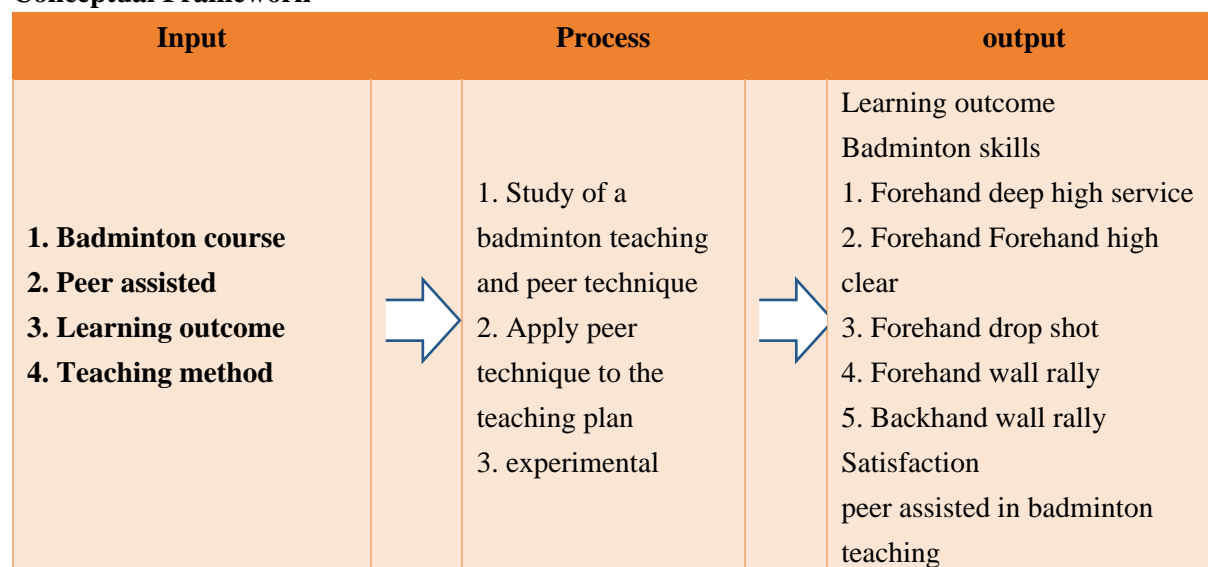 Input
Process
output
1. Badminton course
2. Peer assisted
3. Learning outcome
4. Teaching method
1. Study of a
badminton teaching
and peer technique
2. Apply peer
technique to the
teaching plan
3. experimental
Learning outcome
Badminton skills
1. Forehand deep high service
2. Forehand Forehand high
clear
3. Forehand drop shot
4. Forehand wall rally
5. Backhand wall rally
Satisfaction
peer assisted in badminton
teaching